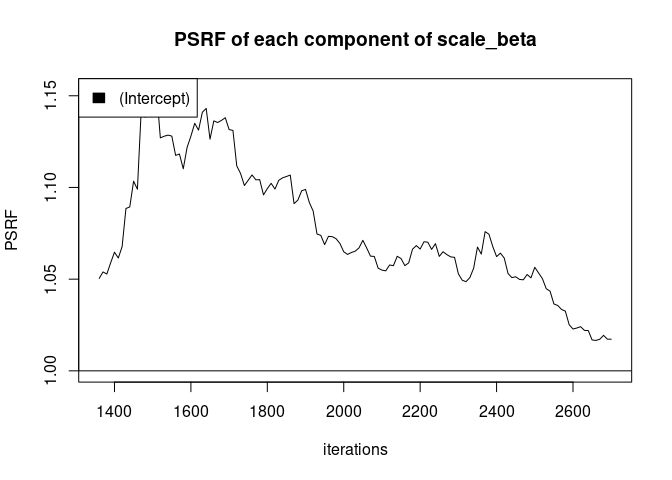 PSRF of each component of scale_beta
(Intercept)
PSRF
1.15
1.10
1.05
1.00
1400 1600 1800 2000 2200 2400 2600
iterations